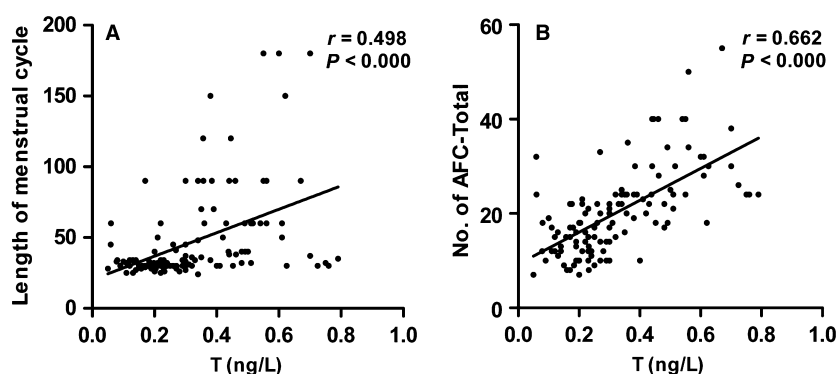 A
r = 0.498
P < 0.000
Length of menstrual cycle
200
150
100
50
0
0.0 0.2 0.4 0.6 0.8 1.0
T (ng/L)
B
r = 0.662
P < 0.000
No. of AFC-Total
60
40
20
0
0.0 0.2 0.4 0.6 0.8 1.0
T (ng/L)